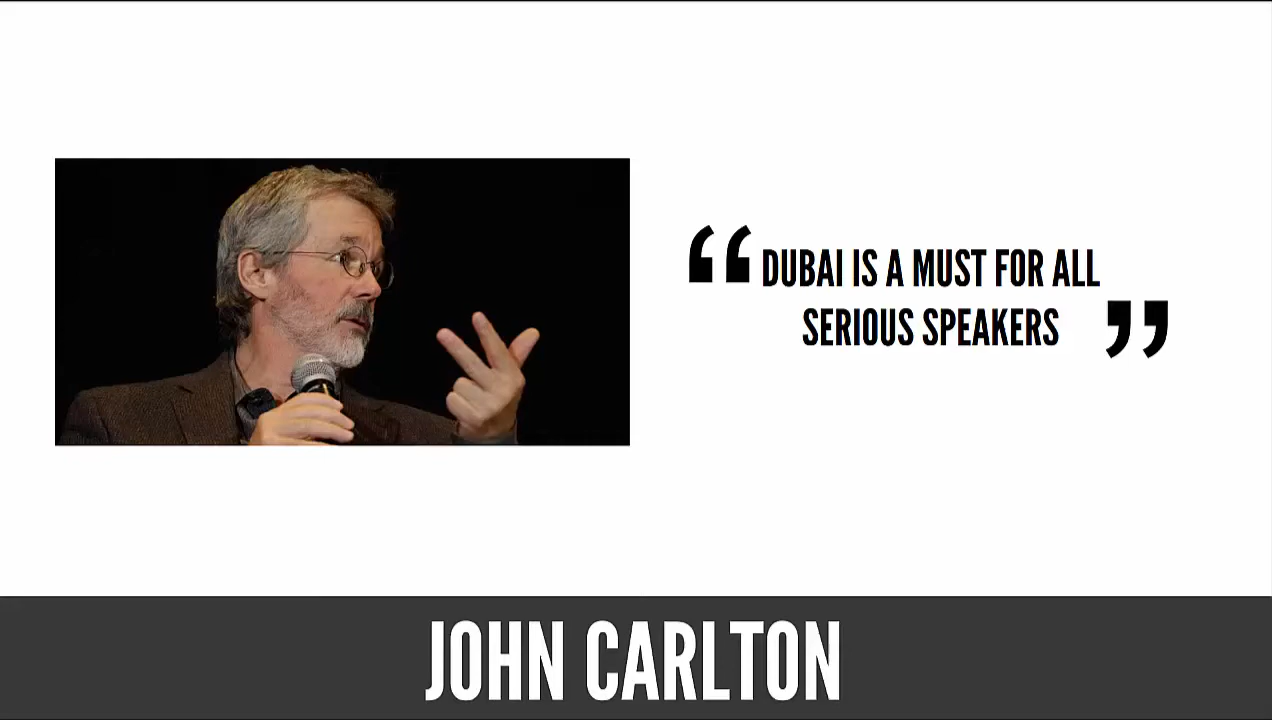 “DUBAI IS A MUST FOR ALL
SERIOUS SPEAKERS”
JOHN CARLTON